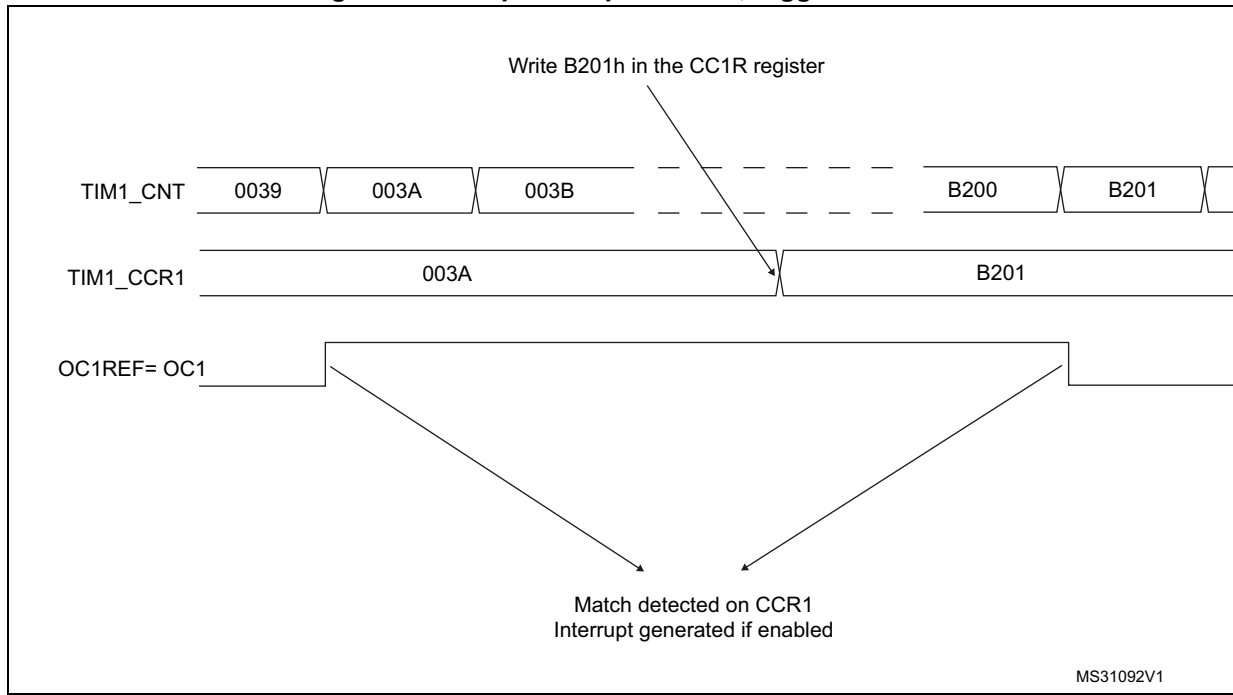 Write B201h in the CC1R register
TIM1_CNT 0039 003A 003B B200 B201
TIM1_CCR1 003A B201
OC1REF= OC1
Match detected on CCR1
Interrupt generated if enabled
MS31092V1